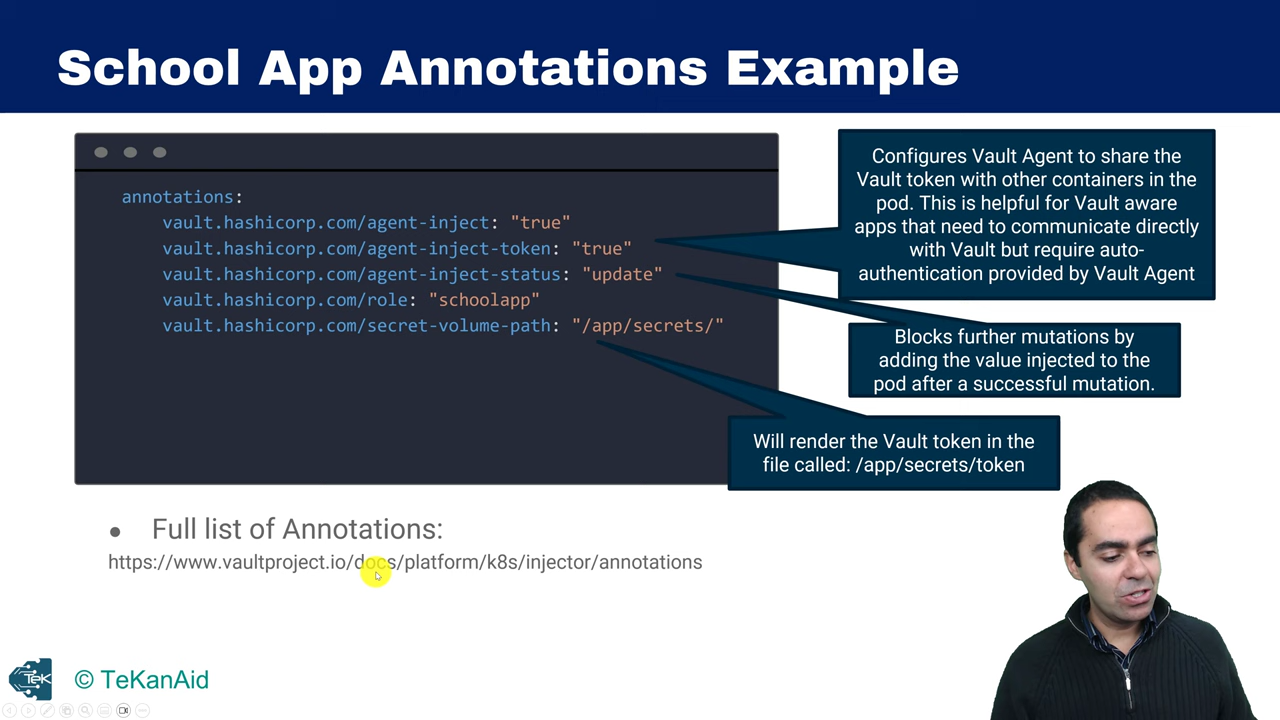 School App Annotations Example
annotations:
vault.hashicorp.com/agent-inject: "true"
vault.hashicorp.com/agent-inject-token: "true"
vault.hashicorp.com/agent-inject-status: "update"
vault.hashicorp.com/role: "schoolapp"
vault.hashicorp.com/secret-volume-path: "/app/secrets/"
Configures Vault Agent to share the
Vault token with other containers in the
pod. This is helpful for Vault aware
apps that need to communicate directly
with Vault but require auto-
authentication provided by Vault Agent
Blocks further mutations by
adding the value injected to the
pod after a successful mutation.
Will render the Vault token in the
file called: /app/secrets/token
● Full list of Annotations:
https://www.vaultproject.io/docs/platform/k8s/injector/annotations
TeK
© TeKanAid